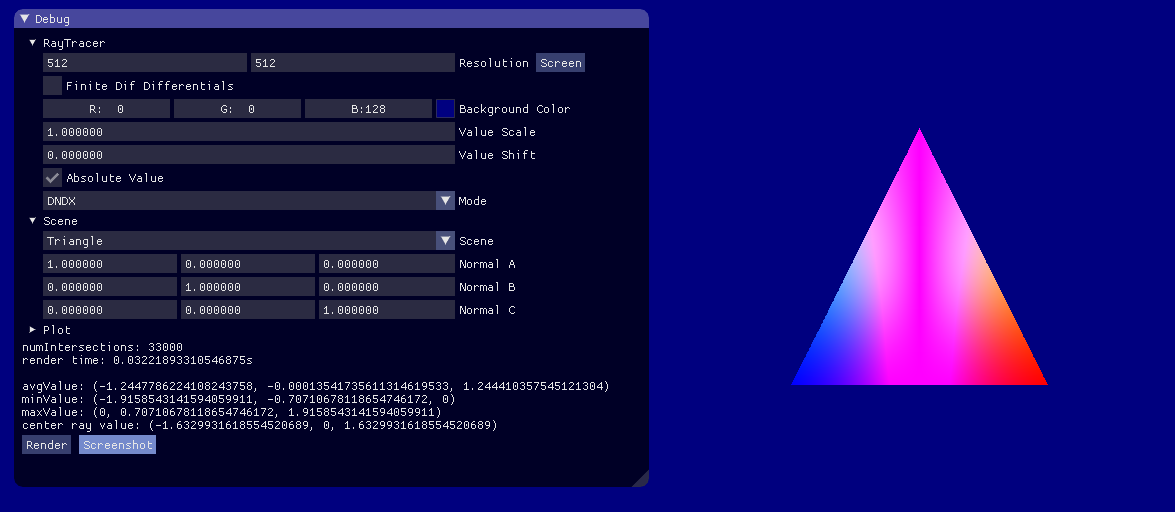 Debug
RayTracer
512 512 Resolution Screen
Finite Dif Differentials
R: 0 G: 0 B:128 Background Color
1.000000 Value Scale
0.000000 Value Shift
Absolute Value
DNDX Mode
Scene
Triangle Scene
1.000000 0.000000 0.000000 Normal A
0.000000 1.000000 0.000000 Normal B
0.000000 0.000000 1.000000 Normal C
Plot
numIntersections: 33000
render time: 0.03221893310546875s
avgValue: (-1.2447786224108243758, -0.00013541735611314619533, 1.244410357545121304)
minValue: (-1.9158543141594059911, -0.70710678118654746172, 0)
maxValue: (0, 0.70710678118654746172, 1.9158543141594059911)
center ray value: (-1.6329931618554520689, 0, 1.6329931618554520689)
Render Screenshot